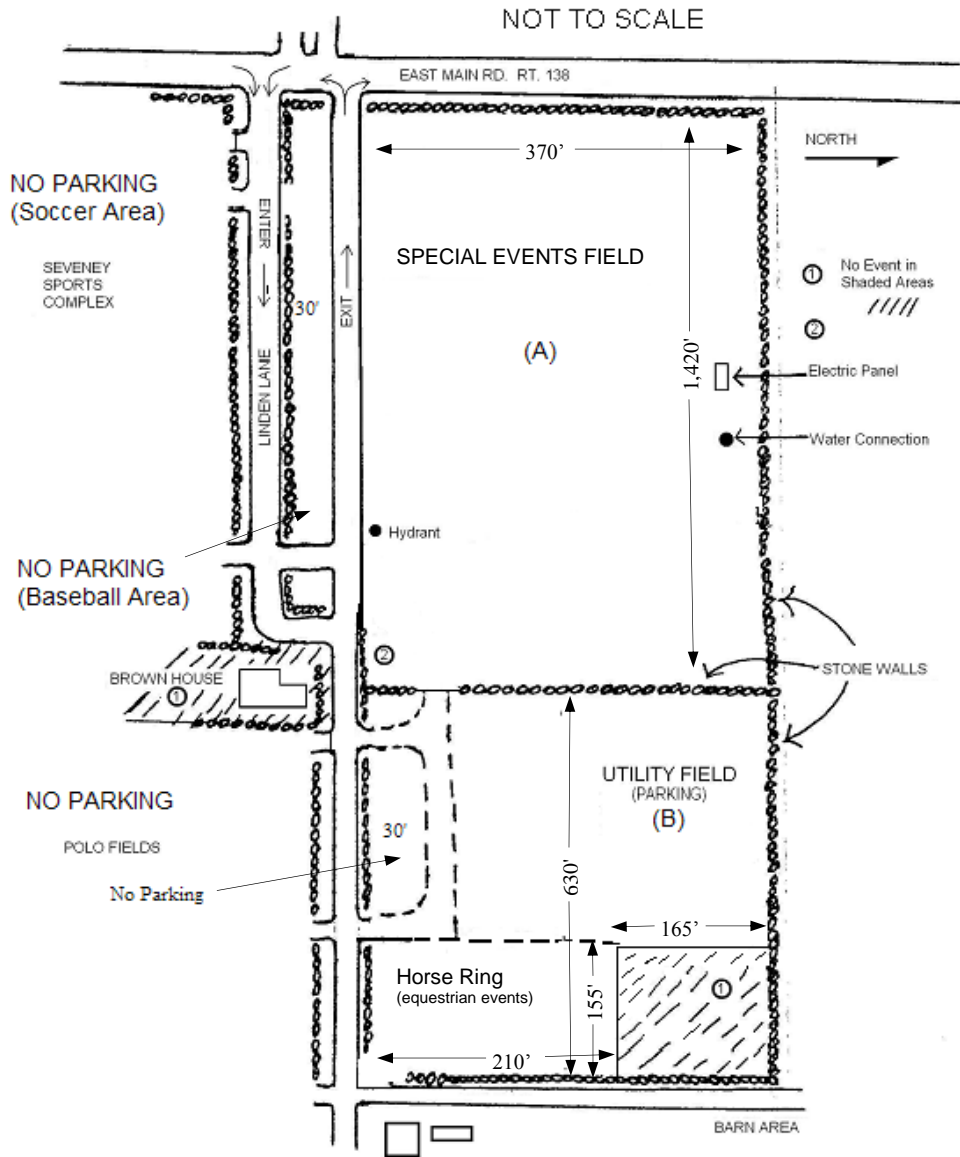 NOT TO SCALE
EAST MAIN RD. RT. 138
370'
NORTH
NO PARKING
(Soccer Area)
SEVENEY
SPORTS
COMPLEX
ENTER
LINDEN LANE
30'
EXIT
SPECIAL EVENTS FIELD
(A)
1,420'
1
No Event in
Shaded Areas
2
Electric Panel
Water Connection
Hydrant
NO PARKING
(Baseball Area)
2
STONE WALLS
BROWN HOUSE
1
NO PARKING
POLO FIELDS
No Parking
30'
UTILITY FIELD
(PARKING)
(B)
630'
165'
Horse Ring
(equestrian events)
155'
1
210'
BARN AREA